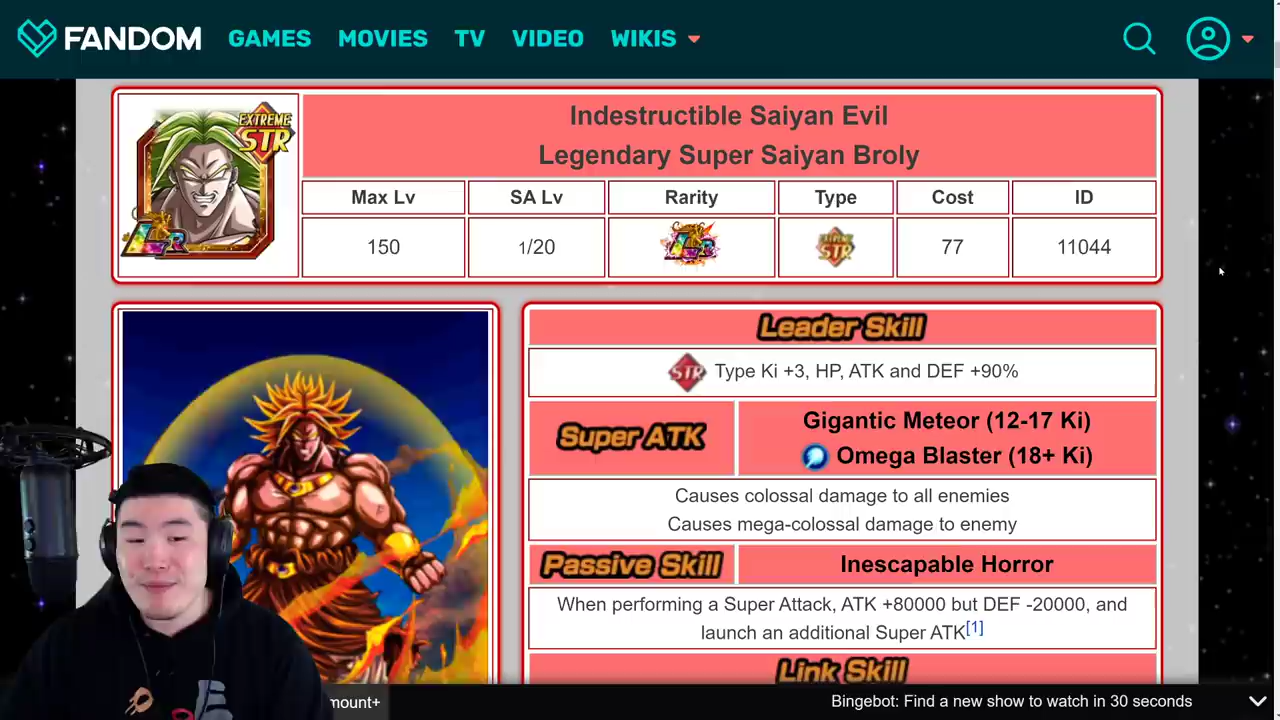 FANDOM GAMES MOVIES TV VIDEO WIKIS
EXTREME
STR
LR
Indestructible Saiyan Evil
Legendary Super Saiyan Broly
Max Lv SA Lv Rarity Type Cost ID
150 1/20 LR STR 77 11044
Leader Skill
STR Type Ki +3, HP, ATK and DEF +90%
Super ATK
Gigantic Meteor (12-17 Ki)
Omega Blaster (18+ Ki)
Causes colossal damage to all enemies
Causes mega-colossal damage to enemy
Passive Skill Inescapable Horror
When performing a Super Attack, ATK +80000 but DEF -20000, and
launch an additional Super ATK[1]
Link Skill
mount+ Bingebot: Find a new show to watch in 30 seconds